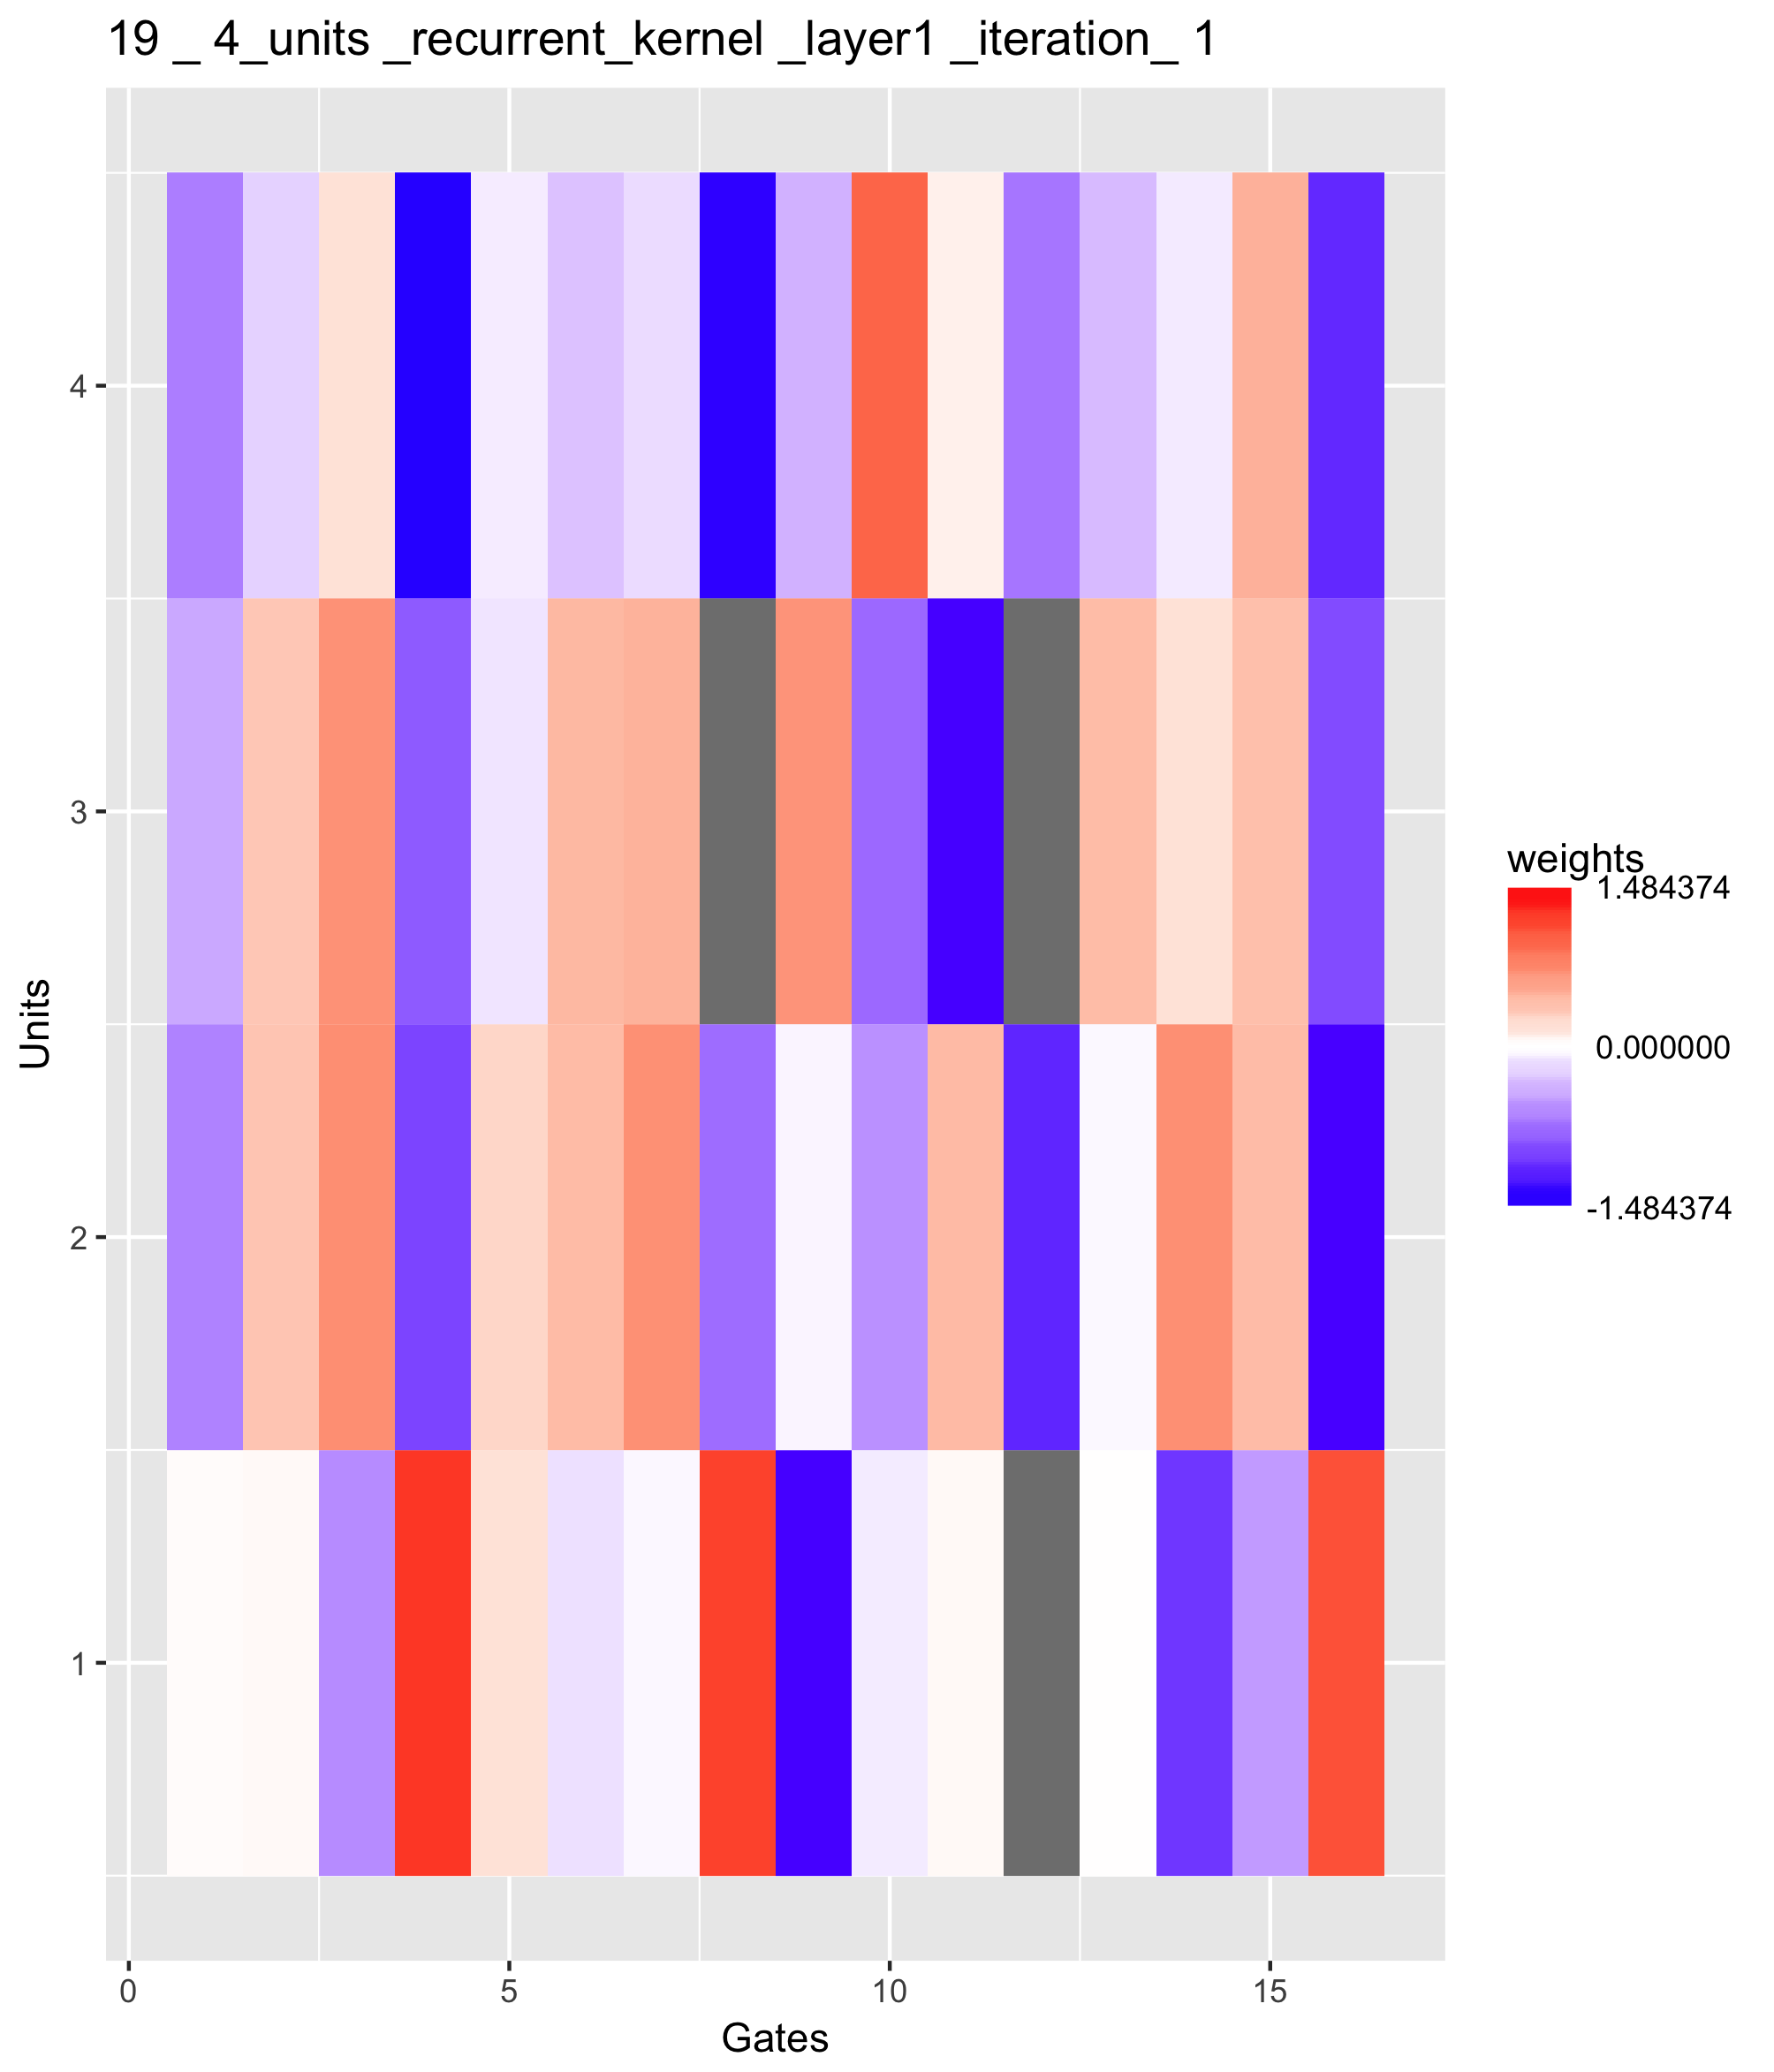 19 _ 4_units _recurrent_kernel _layer1 _iteration_ 1
4
3
2
1
Units
0 5 10 15
Gates
weights
1.484374
0.000000
-1.484374